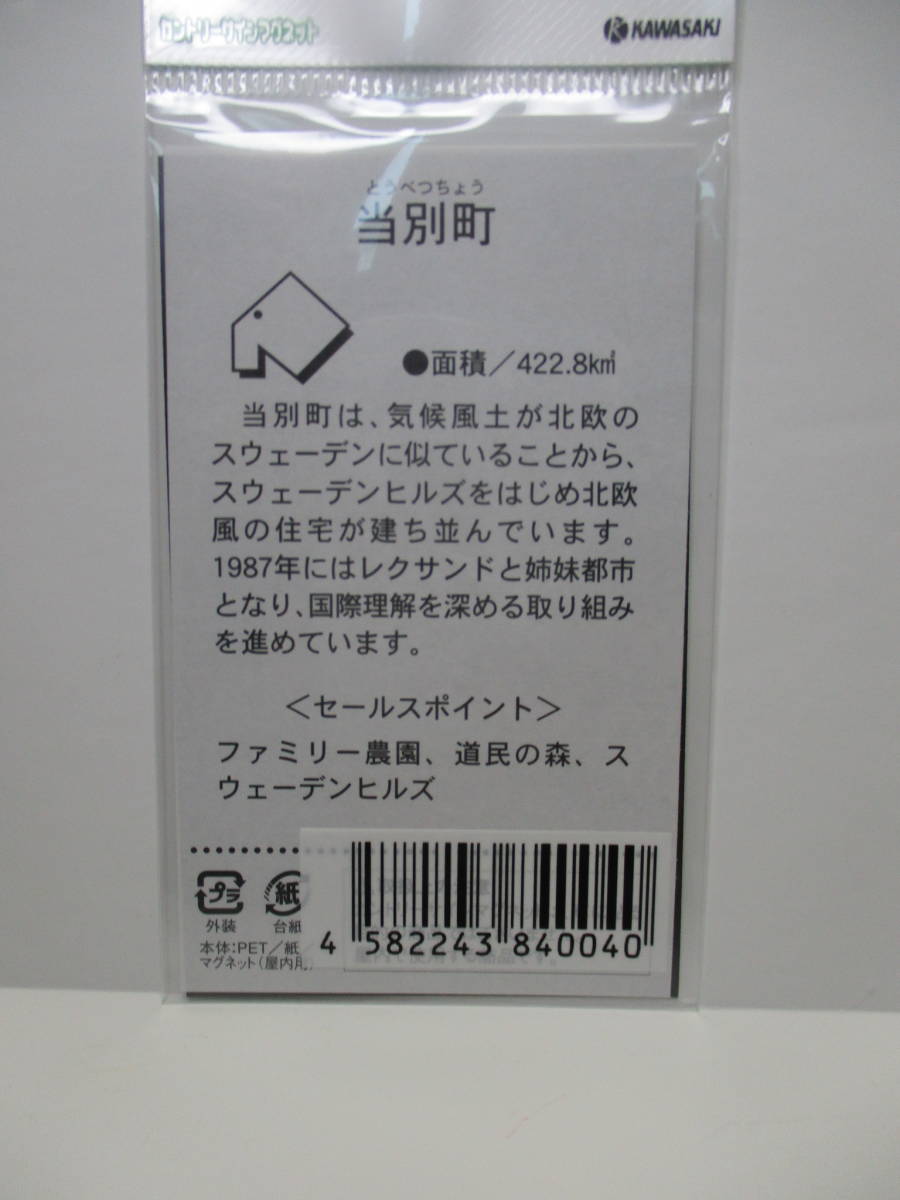 カントリーサインマグネット
KAWASAKI
とうべつちょう
当別町
●面積／422.8km²
当別町は、気候風土が北欧の
スウェーデンに似ていることから、
スウェーデンヒルズをはじめ北欧
風の住宅が建ち並んでいます。
1987年にはレクサンドと姉妹都市
となり、国際理解を深める取り組み
を進めています。
＜セールスポイント＞
ファミリー農園、道民の森、ス
ウェーデンヒルズ
プラ
紙
外装
台紙
本体：PET／紙
マグネット（屋内用）
4 582243 840040